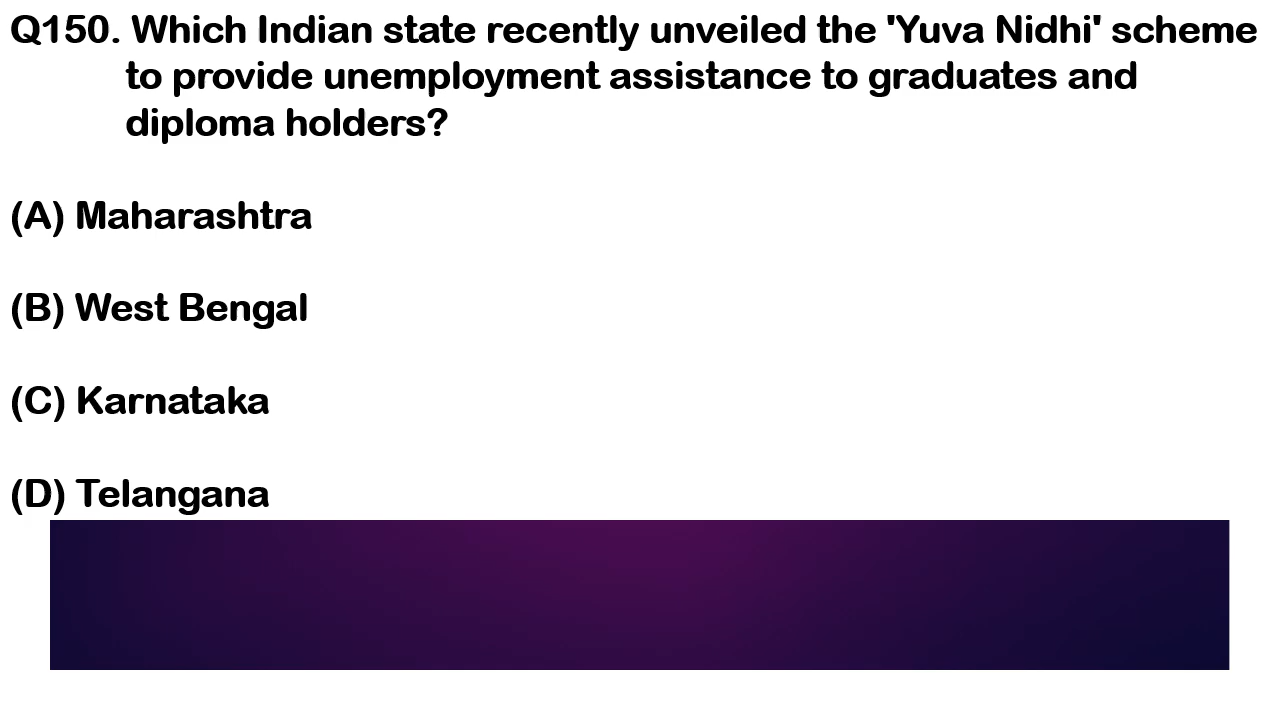 Q150. Which Indian state recently unveiled the 'Yuva Nidhi' scheme
to provide unemployment assistance to graduates and
diploma holders?
(A) Maharashtra
(B) West Bengal
(C) Karnataka
(D) Telangana